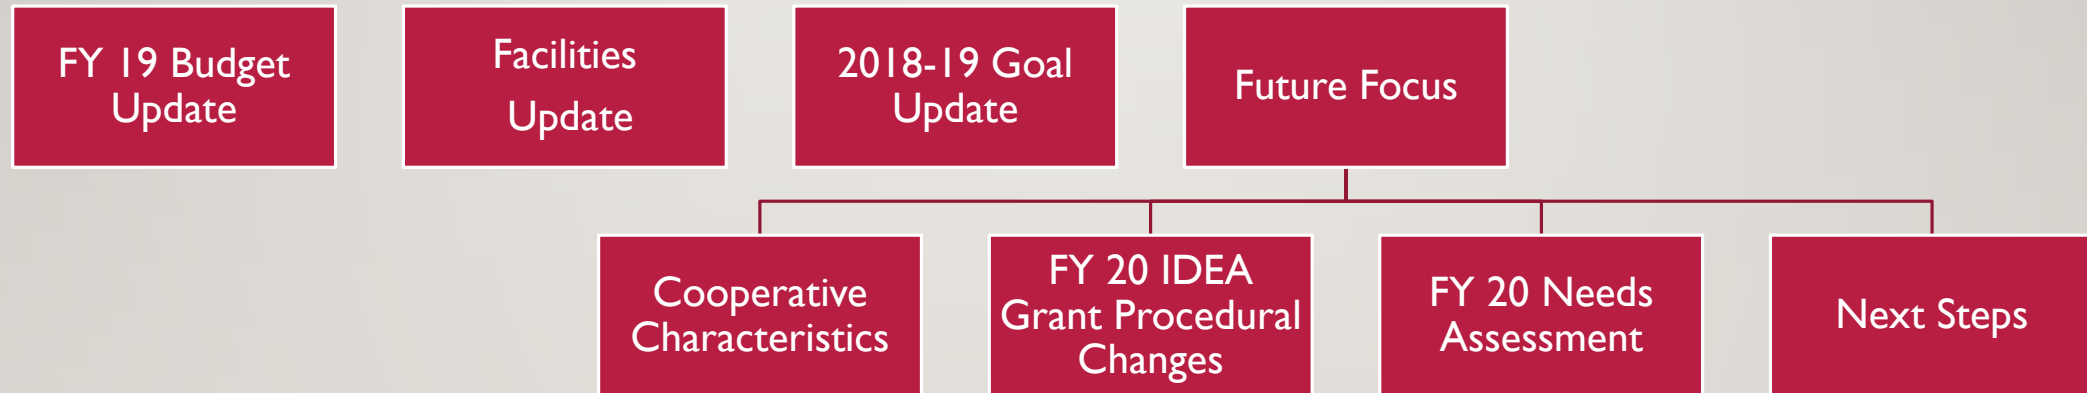 FY 19 Budget
Update
Facilities
Update
2018-19 Goal
Update
Future Focus
Cooperative
Characteristics
FY 20 IDEA
Grant Procedural
Changes
FY 20 Needs
Assessment
Next Steps